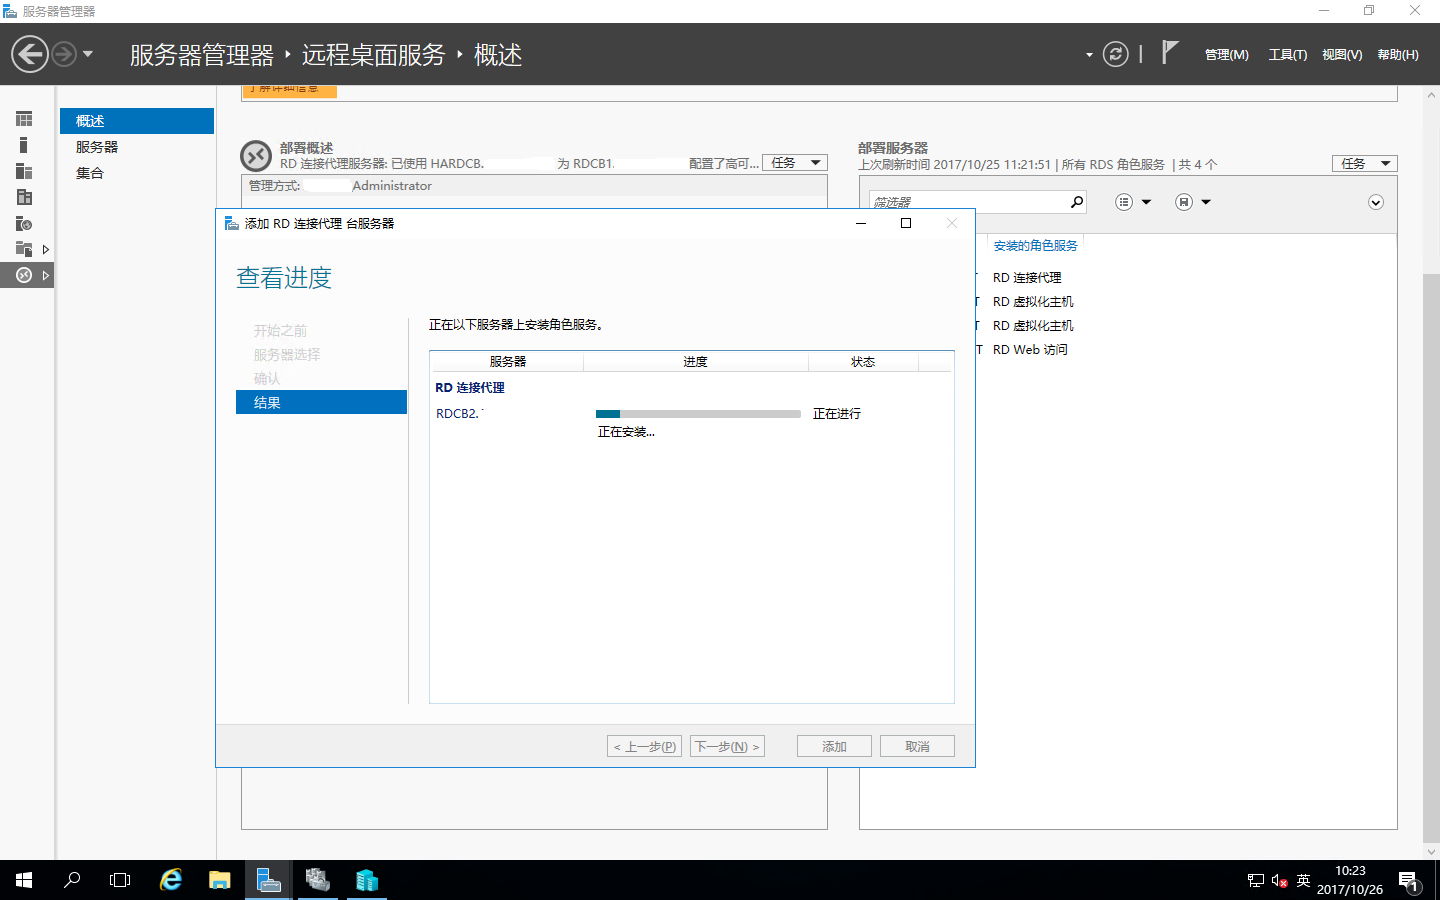 服务器管理器
服务器管理器 ‣ 远程桌面服务 ‣ 概述
管理(M) 工具(T) 视图(V) 帮助(H)
了解详细信息
概述
服务器
集合
部署概述
RD 连接代理服务器: 已使用 HARDCB. 为 RDCB1. 配置了高可...
任务
管理方式: Administrator
部署服务器
上次刷新时间 2017/10/25 11:21:51 | 所有 RDS 角色服务 | 共 4 个
任务
筛选器
安装的角色服务
RD 连接代理
T RD 虚拟化主机
T RD 虚拟化主机
T RD Web 访问
添加 RD 连接代理 台服务器
查看进度
开始之前
服务器选择
确认
结果
正在以下服务器上安装角色服务。
服务器 进度 状态
RD 连接代理
RDCB2. 正在进行
正在安装...
< 上一步(P) 下一步(N) > 添加 取消
英
10:23
2017/10/26
1